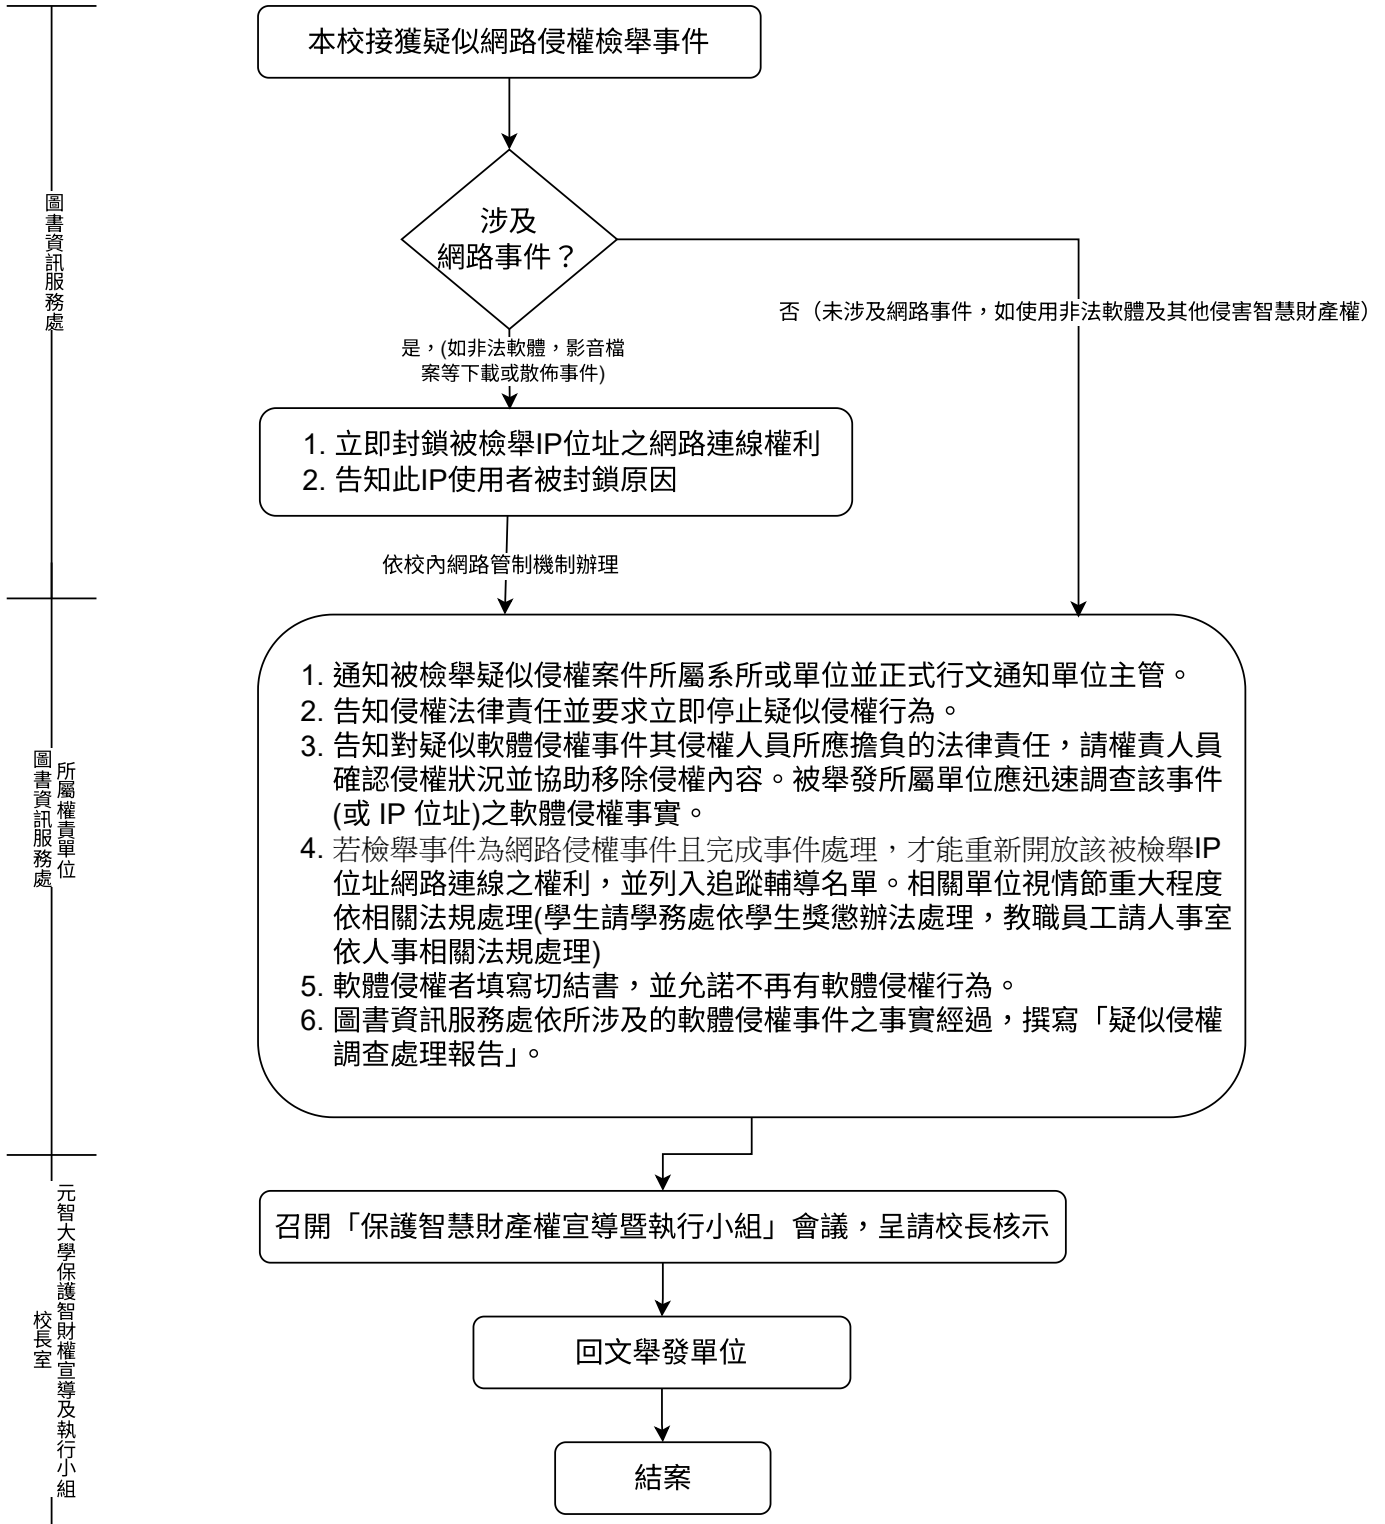 本校接獲疑似網路侵權檢舉事件
涉及
網路事件？
圖書資訊服務處
否（未涉及網路事件，如使用非法軟體及其他侵害智慧財產權）
是，(如非法軟體，影音檔
案等下載或散佈事件)
1. 立即封鎖被檢舉IP位址之網路連線權利
2. 告知此IP使用者被封鎖原因
依校內網路管制機制辦理
所屬權責單位
圖書資訊服務處
1. 通知被檢舉疑似侵權案件所屬系所或單位並正式行文通知單位主管。
2. 告知侵權法律責任並要求立即停止疑似侵權行為。
3. 告知對疑似軟體侵權事件其侵權人員所應擔負的法律責任，請權責人員
確認侵權狀況並協助移除侵權內容。被舉發所屬單位應迅速調查該事件
(或 IP 位址)之軟體侵權事實。
4. 若檢舉事件為網路侵權事件且完成事件處理，才能重新開放該被檢舉IP
位址網路連線之權利，並列入追蹤輔導名單。相關單位視情節重大程度
依相關法規處理(學生請學務處依學生獎懲辦法處理，教職員工請人事室
依人事相關法規處理)
5. 軟體侵權者填寫切結書，並允諾不再有軟體侵權行為。
6. 圖書資訊服務處依所涉及的軟體侵權事件之事實經過，撰寫「疑似侵權
調查處理報告」。
元智大學保護智財權宣導及執行小組
校長室
召開「保護智慧財產權宣導暨執行小組」會議，呈請校長核示
回文舉發單位
結案